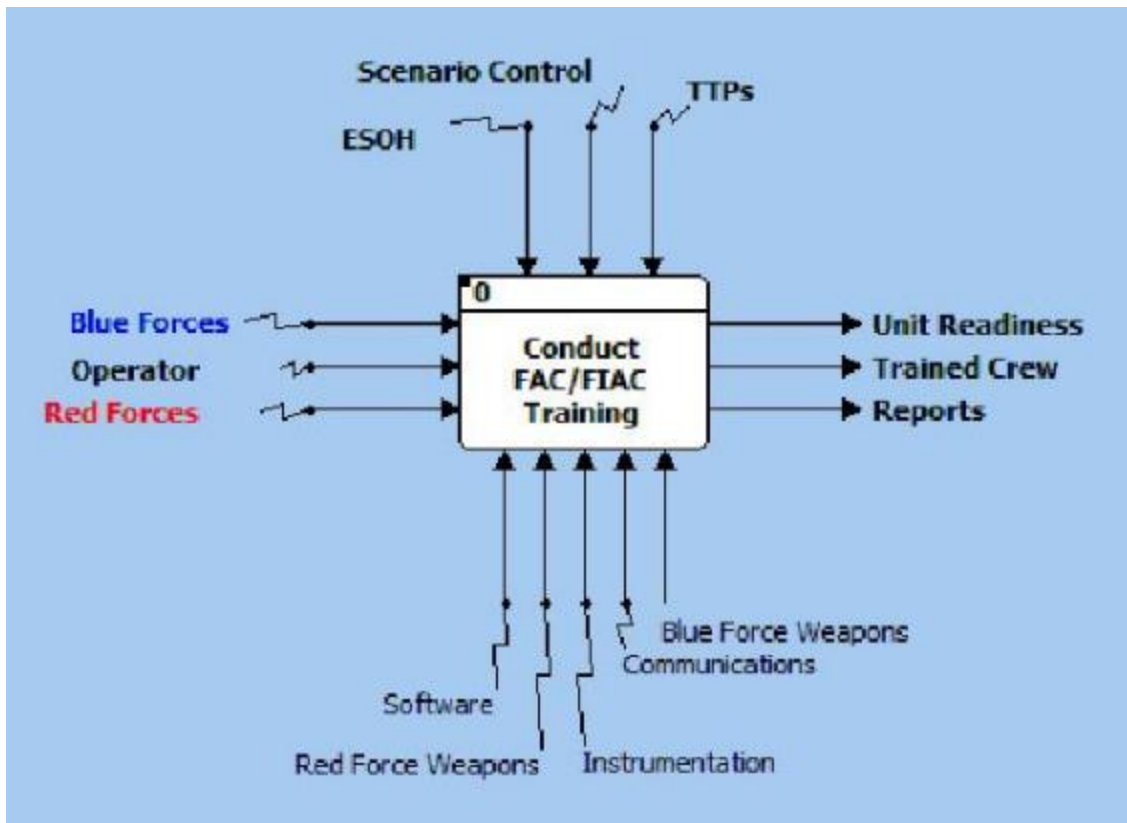 Scenario Control
TTPs
ESOH
0
Blue Forces
Operator
Red Forces
Conduct
FAC/FIAC
Training
Unit Readiness
Trained Crew
Reports
Blue Force Weapons
Communications
Software
Red Force Weapons
Instrumentation